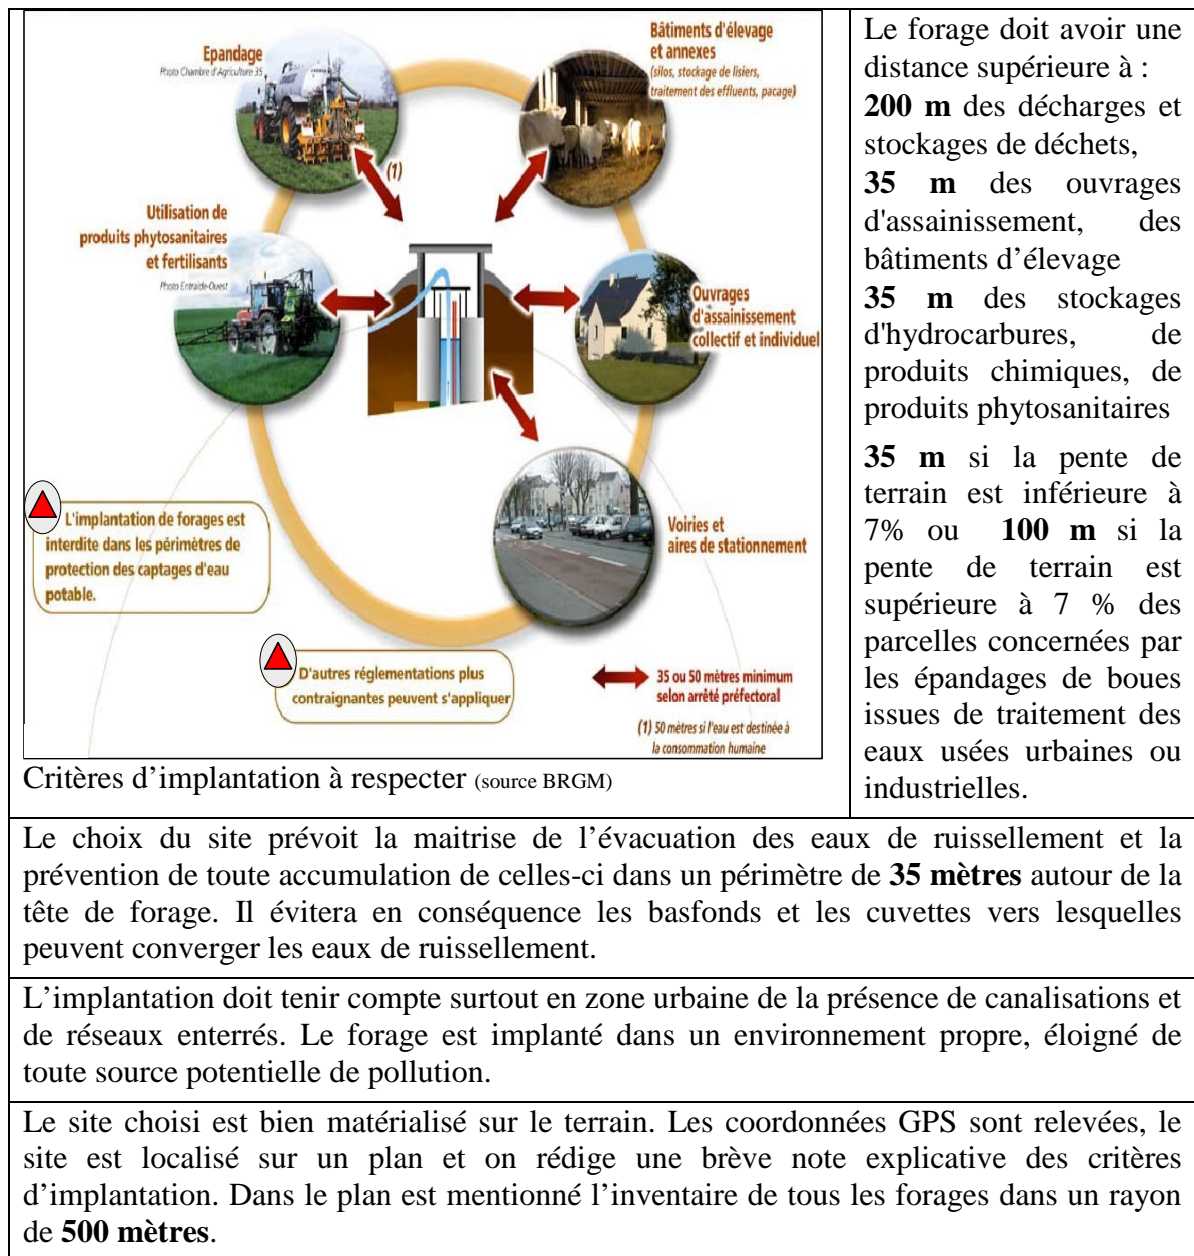 Epandage
Photo Chambre d'Agriculture 35
Bâtiments d'élevage
et annexes
(silos, stockage de lisiers,
traitement des effluents, pacage)
(1)
Utilisation de
produits phytosanitaires
et fertilisants
Photo Entraide-Ouest
Ouvrages
d'assainissement
collectif et individuel
Voiries et
aires de stationnement
L'implantation de forages est
interdite dans les périmètres de
protection des captages d'eau
potable.
D'autres réglementations plus
contraignantes peuvent s'appliquer
35 ou 50 mètres minimum
selon arrêté préfectoral
(1) 50 mètres si l'eau est destinée à
la consommation humaine
Critères d’implantation à respecter (source BRGM)
Le forage doit avoir une
distance supérieure à :
200 m des décharges et
stockages de déchets,
35 m des ouvrages
d'assainissement, des
bâtiments d’élevage
35 m des stockages
d'hydrocarbures, de
produits chimiques, de
produits phytosanitaires
35 m si la pente de
terrain est inférieure à
7% ou 100 m si la
pente de terrain est
supérieure à 7 % des
parcelles concernées par
les épandages de boues
issues de traitement des
eaux usées urbaines ou
industrielles.
Le choix du site prévoit la maitrise de l’évacuation des eaux de ruissellement et la
prévention de toute accumulation de celles-ci dans un périmètre de 35 mètres autour de la
tête de forage. Il évitera en conséquence les basfonds et les cuvettes vers lesquelles
peuvent converger les eaux de ruissellement.
L’implantation doit tenir compte surtout en zone urbaine de la présence de canalisations et
de réseaux enterrés. Le forage est implanté dans un environnement propre, éloigné de
toute source potentielle de pollution.
Le site choisi est bien matérialisé sur le terrain. Les coordonnées GPS sont relevées, le
site est localisé sur un plan et on rédige une brève note explicative des critères
d’implantation. Dans le plan est mentionné l’inventaire de tous les forages dans un rayon
de 500 mètres.